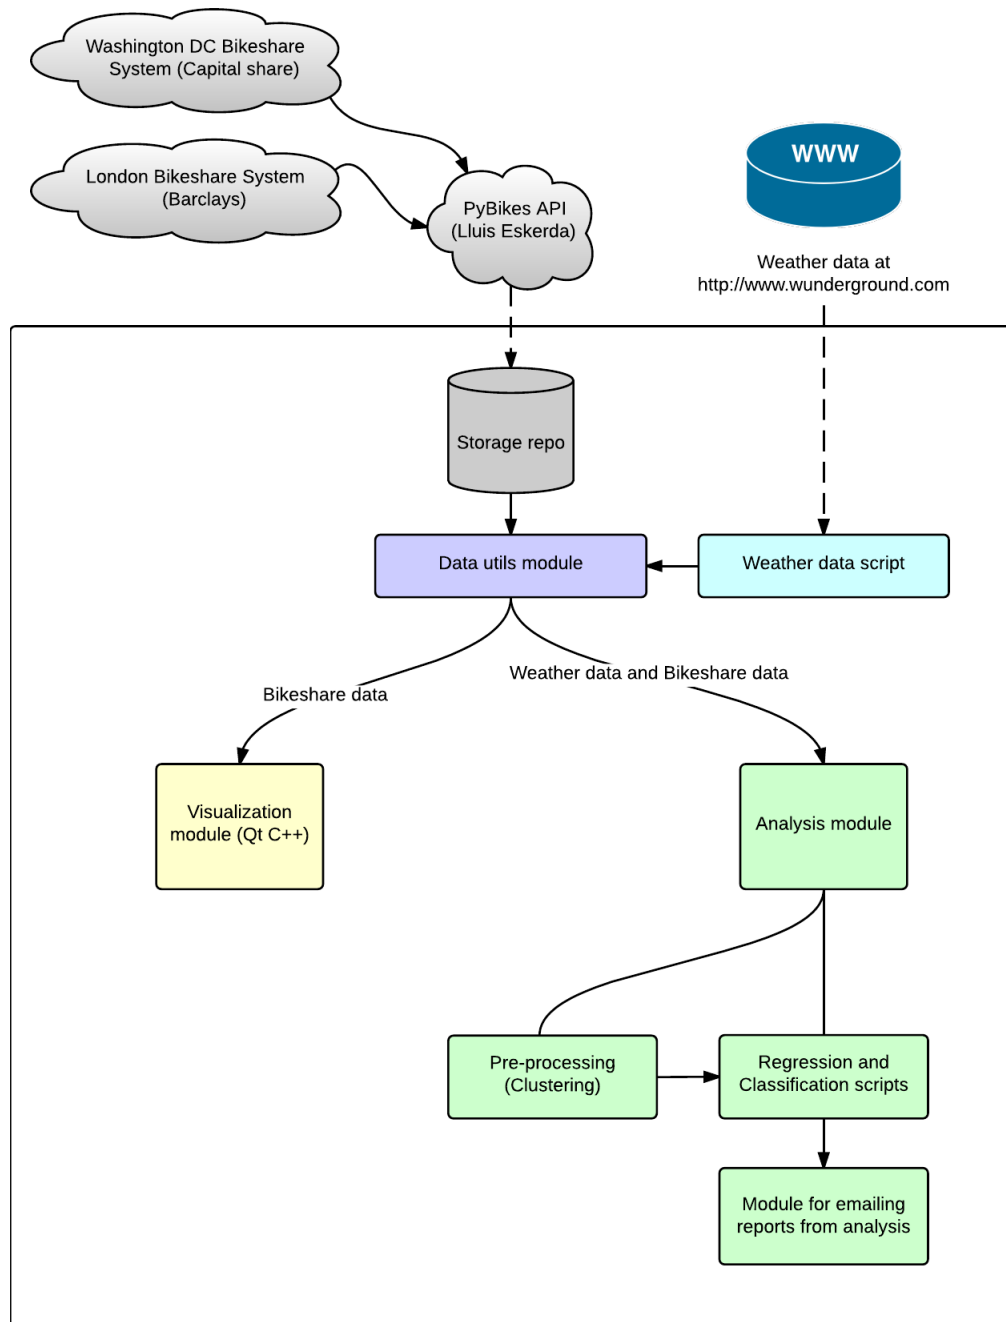 Washington DC Bikeshare
System (Capital share)
London Bikeshare System
(Barclays)
PyBikes API
(Lluis Eskerda)
WWW
Weather data at
http://www.wunderground.com
Storage repo
Data utils module
Weather data script
Bikeshare data
Weather data and Bikeshare data
Visualization
module (Qt C++)
Analysis module
Pre-processing
(Clustering)
Regression and
Classification scripts
Module for emailing
reports from analysis